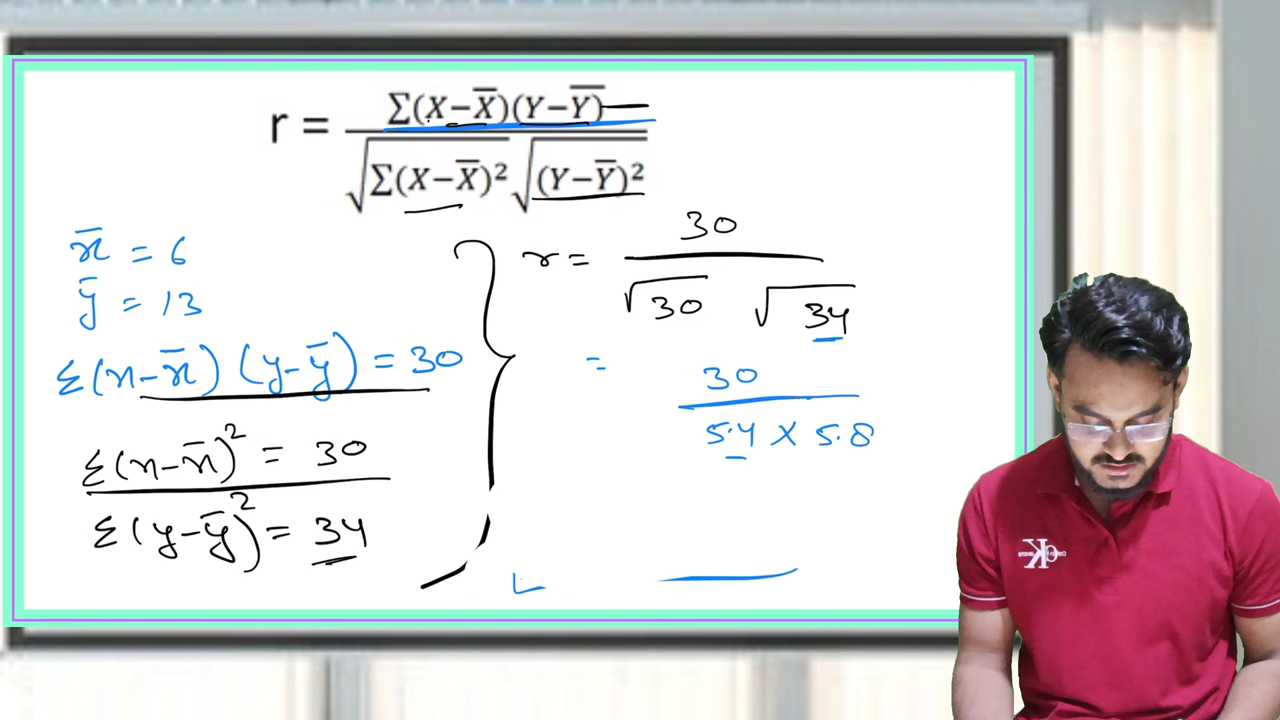 r = Σ(X−X̅)(Y−Y̅) / √Σ(X−X̅)² √(Y−Y̅)²
x̅ = 6
y̅ = 13
Σ(x−x̅)(y−y̅) = 30
Σ(x−x̅)² = 30
Σ(y−y̅)² = 34
r = 30 / √30 √34
= 30 / 5.4 × 5.8